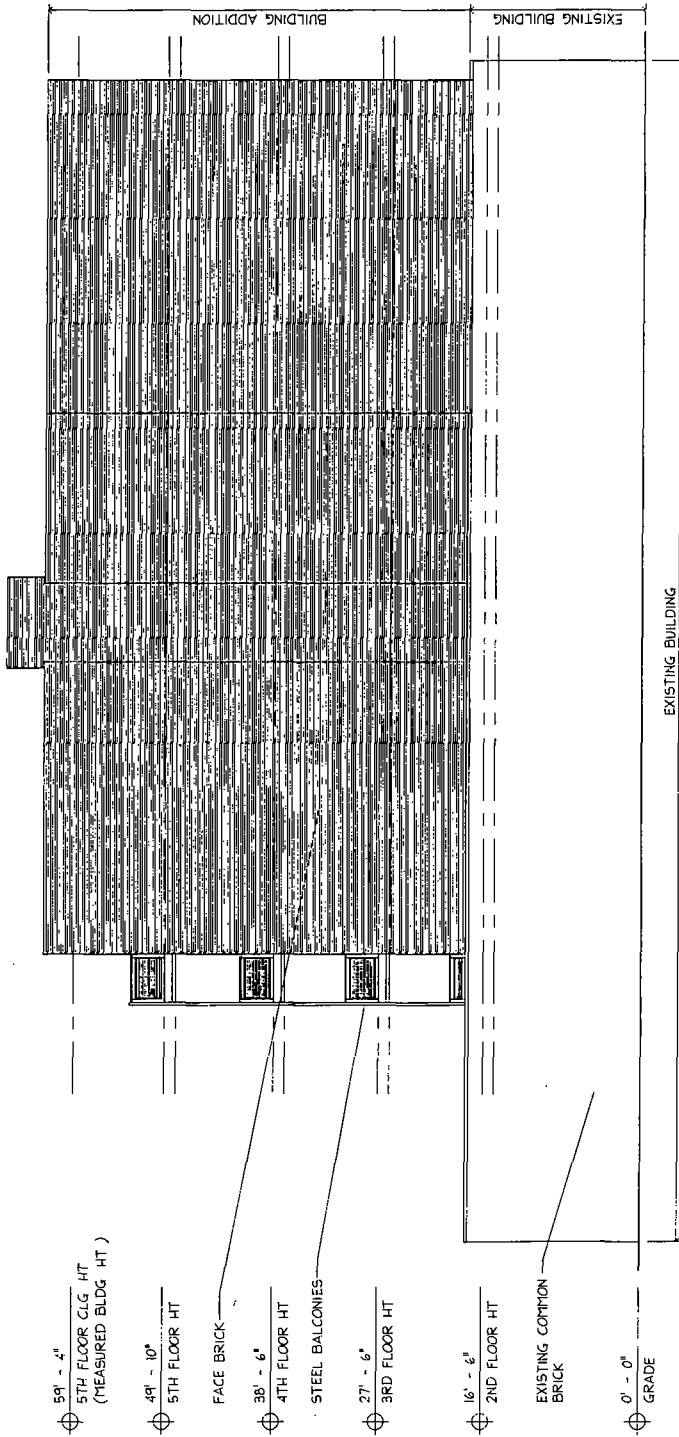 BUILDING ADDITION
EXISTING BUILDING
59' - 4"
5TH FLOOR CLG HT
(MEASURED BLDG HT )
49' - 10"
5TH FLOOR HT
FACE BRICK
38' - 6"
4TH FLOOR HT
STEEL BALCONIES
27' - 6"
3RD FLOOR HT
16' - 6"
2ND FLOOR HT
EXISTING COMMON
BRICK
0' - 0"
GRADE
EXISTING BUILDING